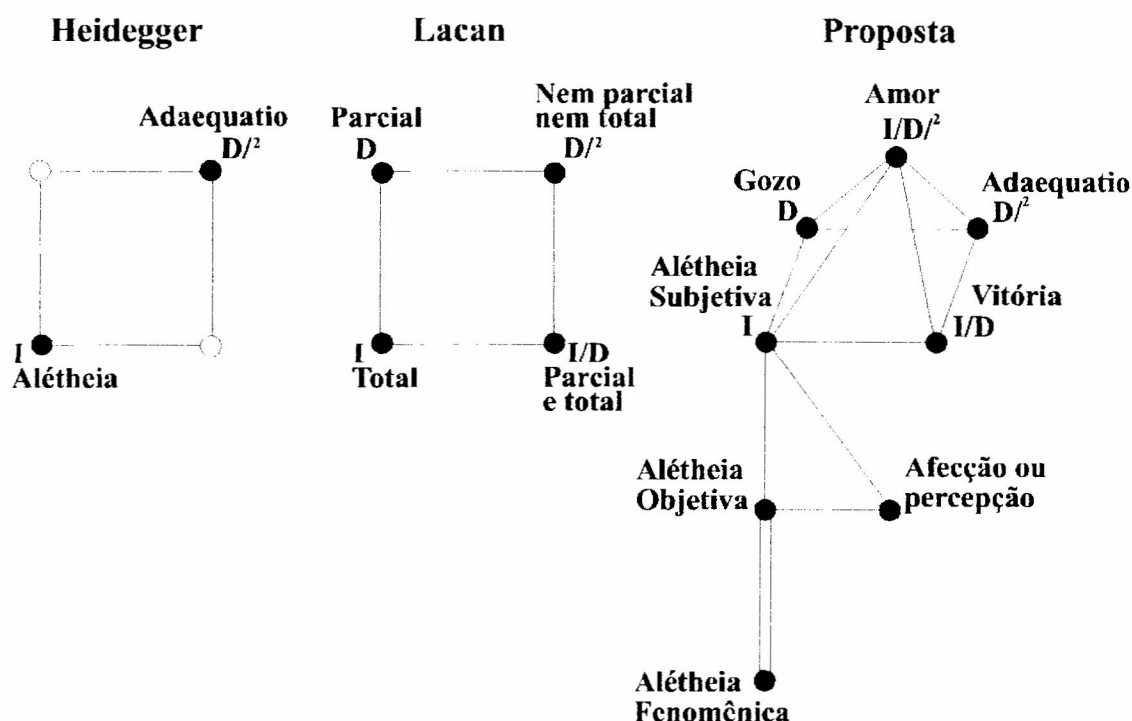 Heidegger
Adaequatio
D/²
I
Alétheia
Lacan
Parcial
D
Nem parcial
nem total
D/²
I
Total
I/D
Parcial
e total
Proposta
Amor
I/D/²
Gozo
D
Adaequatio
D/²
Alétheia
Subjetiva
I
Vitória
I/D
Alétheia
Objetiva
Afecção ou
percepção
Alétheia
Fenomênica